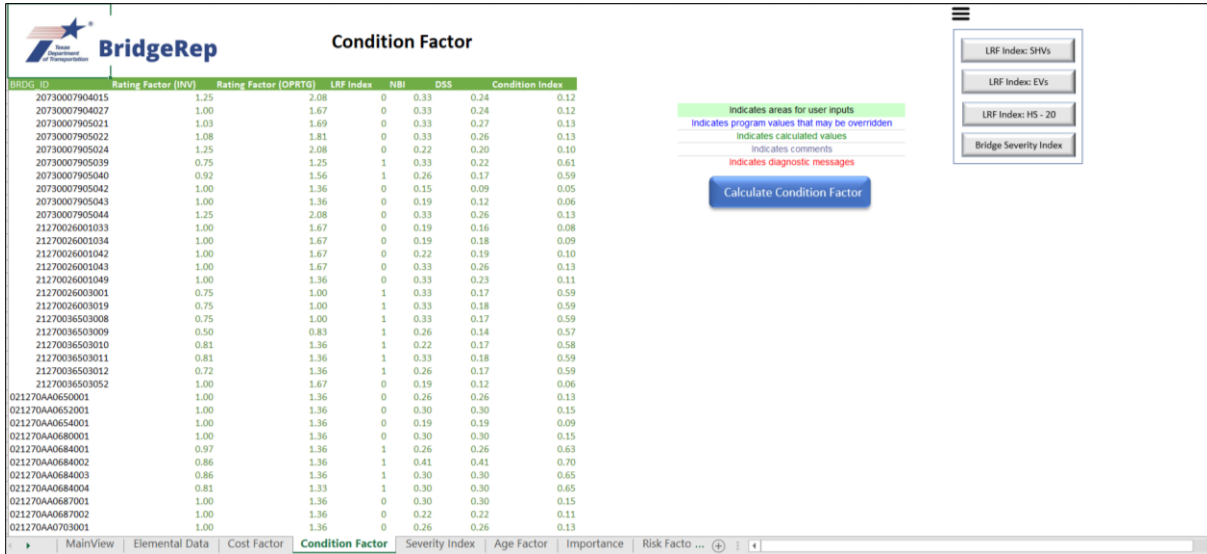 Texas
Department
of Transportation
®
BridgeRep
Condition Factor
BRDG_ID Rating Factor (INV) Rating Factor (OPRTG) LRF Index NBI DSS Condition Index
20730007904015 1.25 2.08 0 0.33 0.24 0.12
20730007904027 1.00 1.67 0 0.33 0.24 0.12
20730007905021 1.03 1.69 0 0.33 0.27 0.13
20730007905022 1.08 1.81 0 0.33 0.26 0.13
20730007905024 1.25 2.08 0 0.22 0.20 0.10
20730007905039 0.75 1.25 1 0.33 0.22 0.61
20730007905040 0.92 1.56 1 0.26 0.17 0.59
20730007905042 1.00 1.36 0 0.15 0.09 0.05
20730007905043 1.00 1.36 0 0.19 0.12 0.06
20730007905044 1.25 2.08 0 0.33 0.26 0.13
21270026001033 1.00 1.67 0 0.19 0.16 0.08
21270026001034 1.00 1.67 0 0.19 0.18 0.09
21270026001042 1.00 1.67 0 0.22 0.19 0.10
21270026001043 1.00 1.67 0 0.33 0.26 0.13
21270026001049 1.00 1.36 0 0.33 0.23 0.11
21270026003001 0.75 1.00 1 0.33 0.17 0.59
21270026003019 0.75 1.00 1 0.33 0.18 0.59
21270036503008 0.75 1.00 1 0.33 0.17 0.59
21270036503009 0.50 0.83 1 0.26 0.14 0.57
21270036503010 0.81 1.36 1 0.22 0.17 0.58
21270036503011 0.81 1.36 1 0.33 0.18 0.59
21270036503012 0.72 1.36 1 0.26 0.17 0.59
21270036503052 1.00 1.67 0 0.19 0.12 0.06
021270AA0650001 1.00 1.36 0 0.26 0.26 0.13
021270AA0652001 1.00 1.36 0 0.30 0.30 0.15
021270AA0654001 1.00 1.36 0 0.19 0.19 0.09
021270AA0680001 1.00 1.36 0 0.30 0.30 0.15
021270AA0684001 0.97 1.36 1 0.26 0.26 0.63
021270AA0684002 0.86 1.36 1 0.41 0.41 0.70
021270AA0684003 0.86 1.36 1 0.30 0.30 0.65
021270AA0684004 0.81 1.33 1 0.30 0.30 0.65
021270AA0687001 1.00 1.36 0 0.30 0.30 0.15
021270AA0687002 1.00 1.36 0 0.22 0.22 0.11
021270AA0703001 1.00 1.36 0 0.26 0.26 0.13
Indicates areas for user inputs
Indicates program values that may be overridden
Indicates calculated values
Indicates comments
Indicates diagnostic messages
Calculate Condition Factor
LRF Index: SHVs
LRF Index: EVs
LRF Index: HS - 20
Bridge Severity Index
MainView Elemental Data Cost Factor Condition Factor Severity Index Age Factor Importance Risk Facto ...